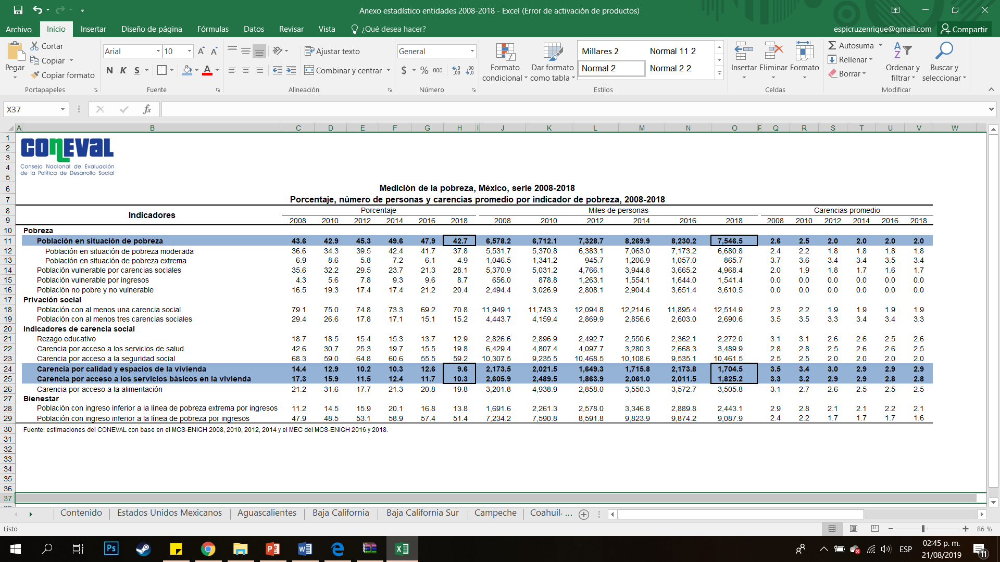 Anexo estadístico entidades 2008-2018 - Excel (Error de activación de productos)
Archivo Inicio Insertar Diseño de página Fórmulas Datos Revisar Vista ¿Qué desea hacer? espicruzenrique@gmail.com Compartir
Pegar Cortar Copiar Copiar formato Portapapeles
Arial 10 N K S Fuente
Ajustar texto Combinar y centrar Alineación
General $ % 000 Número
Formato condicional Dar formato como tabla Millares 2 Normal 11 2 Normal 2 Normal 2 2 Estilos
Insertar Eliminar Formato Celdas
Autosuma Rellenar Borrar Ordenar y filtrar Buscar y seleccionar Modificar
X37 fx
A B C D E F G H I J K L M N O P Q R S T U V W
CONEVAL
Consejo Nacional de Evaluación
de la Política de Desarrollo Social
6 Medición de la pobreza, México, serie 2008-2018
7 Porcentaje, número de personas y carencias promedio por indicador de pobreza, 2008-2018
8 Indicadores Porcentaje Miles de personas Carencias promedio
9 2008 2010 2012 2014 2016 2018 2008 2010 2012 2014 2016 2018 2008 2010 2012 2014 2016 2018
10 Pobreza
11 Población en situación de pobreza 43.6 42.9 45.3 49.6 47.9 42.7 6,578.2 6,712.1 7,328.7 8,269.9 8,230.2 7,546.5 2.6 2.5 2.0 2.0 2.0 2.0
12 Población en situación de pobreza moderada 36.6 34.3 39.5 42.4 41.7 37.8 5,531.7 5,370.8 6,383.1 7,063.0 7,173.2 6,680.8 2.4 2.2 1.8 1.8 1.8 1.8
13 Población en situación de pobreza extrema 6.9 8.6 5.8 7.2 6.1 4.9 1,046.5 1,341.2 945.7 1,206.9 1,057.0 865.7 3.7 3.6 3.4 3.4 3.5 3.4
14 Población vulnerable por carencias sociales 35.6 32.2 29.5 23.7 21.3 28.1 5,370.9 5,031.2 4,766.1 3,944.8 3,665.2 4,968.4 2.0 1.9 1.8 1.7 1.6 1.7
15 Población vulnerable por ingresos 4.3 5.6 7.8 9.3 9.6 8.7 656.0 878.8 1,263.1 1,554.1 1,644.0 1,541.4 0.0 0.0 0.0 0.0 0.0 0.0
16 Población no pobre y no vulnerable 16.5 19.3 17.4 17.4 21.2 20.4 2,494.4 3,026.9 2,808.1 2,904.4 3,651.4 3,610.5 0.0 0.0 0.0 0.0 0.0 0.0
17 Privación social
18 Población con al menos una carencia social 79.1 75.0 74.8 73.3 69.2 70.8 11,949.1 11,743.3 12,094.8 12,214.6 11,895.4 12,514.9 2.3 2.2 1.9 1.9 1.9 1.9
19 Población con al menos tres carencias sociales 29.4 26.6 17.8 17.1 15.1 15.2 4,443.7 4,159.4 2,869.9 2,856.6 2,603.0 2,690.6 3.5 3.5 3.3 3.4 3.4 3.3
20 Indicadores de carencia social
21 Rezago educativo 18.7 18.5 15.4 15.3 13.7 12.9 2,826.6 2,896.9 2,492.7 2,550.6 2,362.1 2,272.0 3.1 3.1 2.6 2.6 2.5 2.6
22 Carencia por acceso a los servicios de salud 42.6 30.7 25.3 19.7 15.5 19.8 6,429.4 4,807.4 4,097.7 3,280.3 2,668.3 3,489.9 2.8 2.8 2.5 2.6 2.6 2.5
23 Carencia por acceso a la seguridad social 68.3 59.0 64.8 60.6 55.5 59.2 10,307.5 9,235.5 10,468.5 10,108.6 9,535.1 10,461.5 2.5 2.5 2.0 2.0 2.0 2.0
24 Carencia por calidad y espacios de la vivienda 14.4 12.9 10.2 10.3 12.6 9.6 2,173.5 2,021.5 1,649.3 1,715.8 2,173.8 1,704.5 3.5 3.4 3.0 2.9 2.9 2.9
25 Carencia por acceso a los servicios básicos en la vivienda 17.3 15.9 11.5 12.4 11.7 10.3 2,605.9 2,489.5 1,863.9 2,061.0 2,011.5 1,825.2 3.3 3.2 2.9 2.9 2.8 2.8
26 Carencia por acceso a la alimentación 21.2 31.6 17.7 21.3 20.8 19.8 3,201.8 4,938.9 2,858.0 3,550.3 3,572.7 3,505.8 3.1 2.7 2.6 2.5 2.5 2.5
27 Bienestar
28 Población con ingreso inferior a la línea de pobreza extrema por ingresos 11.2 14.5 15.9 20.1 16.8 13.8 1,691.6 2,261.3 2,578.0 3,346.8 2,889.8 2,443.1 2.9 2.8 2.1 2.1 2.2 2.1
29 Población con ingreso inferior a la línea de pobreza por ingresos 47.9 48.5 53.1 58.9 57.4 51.4 7,234.2 7,590.8 8,591.8 9,823.9 9,874.2 9,087.9 2.4 2.2 1.7 1.7 1.7 1.6
30 Fuente: estimaciones del CONEVAL con base en el MCS-ENIGH 2008, 2010, 2012, 2014 y el MEC del MCS-ENIGH 2016 y 2018.
31
32
33
34
35
36
37
Contenido Estados Unidos Mexicanos Aguascalientes Baja California Baja California Sur Campeche Coahuil ...
Listo 86 %
ESP 02:45 p. m.
21/08/2019 11